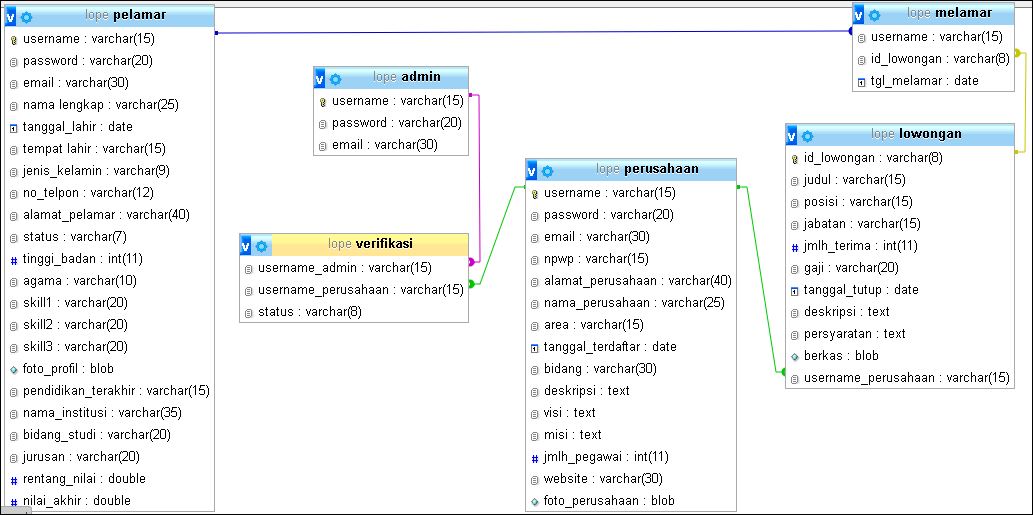 lope pelamar
username : varchar(15)
password : varchar(20)
email : varchar(30)
nama lengkap : varchar(25)
tanggal_lahir : date
tempat lahir : varchar(15)
jenis_kelamin : varchar(9)
no_telpon : varchar(12)
alamat_pelamar : varchar(40)
status : varchar(7)
tinggi_badan : int(11)
agama : varchar(10)
skill1 : varchar(20)
skill2 : varchar(20)
skill3 : varchar(20)
foto_profil : blob
pendidikan_terakhir : varchar(15)
nama_institusi : varchar(35)
bidang_studi : varchar(20)
jurusan : varchar(20)
rentang_nilai : double
nilai_akhir : double
lope admin
username : varchar(15)
password : varchar(20)
email : varchar(30)
lope verifikasi
username_admin : varchar(15)
username_perusahaan : varchar(15)
status : varchar(8)
lope perusahaan
username : varchar(15)
password : varchar(20)
email : varchar(30)
npwp : varchar(15)
alamat_perusahaan : varchar(40)
nama_perusahaan : varchar(25)
area : varchar(15)
tanggal_terdaftar : date
bidang : varchar(30)
deskripsi : text
visi : text
misi : text
jmlh_pegawai : int(11)
website : varchar(30)
foto_perusahaan : blob
lope melamar
username : varchar(15)
id_lowongan : varchar(8)
tgl_melamar : date
lope lowongan
id_lowongan : varchar(8)
judul : varchar(15)
posisi : varchar(15)
jabatan : varchar(15)
jmlh_terima : int(11)
gaji : varchar(20)
tanggal_tutup : date
deskripsi : text
persyaratan : text
berkas : blob
username_perusahaan : varchar(15)